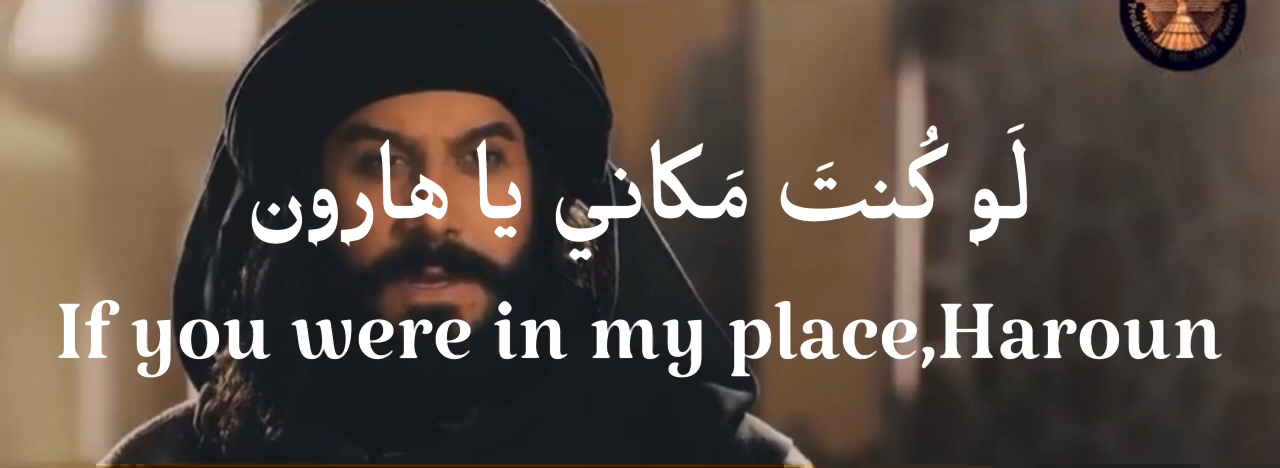 لَو كُنتَ مَكاني يا هارون
If you were in my place,Haroun